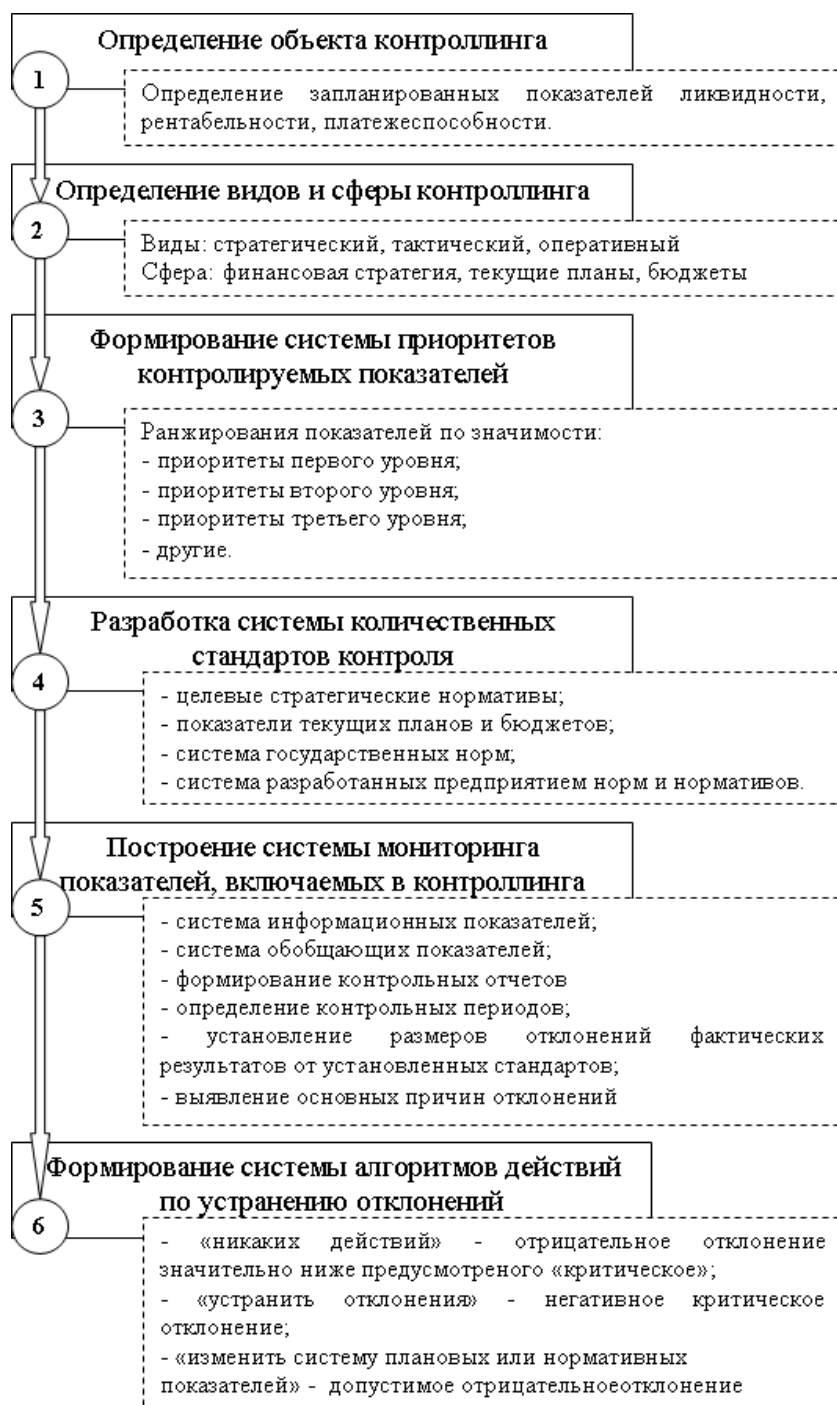 Определение объекта контроллинга
1
Определение запланированных показателей ликвидности,
рентабельности, платежеспособности.
Определение видов и сферы контроллинга
2
Виды: стратегический, тактический, оперативный
Сфера: финансовая стратегия, текущие планы, бюджеты
Формирование системы приоритетов
контролируемых показателей
3
Ранжирования показателей по значимости:
- приоритеты первого уровня;
- приоритеты второго уровня;
- приоритеты третьего уровня;
- другие.
Разработка системы количественных
стандартов контроля
4
- целевые стратегические нормативы;
- показатели текущих планов и бюджетов;
- система государственных норм;
- система разработанных предприятием норм и нормативов.
Построение системы мониторинга
показателей, включаемых в контроллинга
5
- система информационных показателей;
- система обобщающих показателей;
- формирование контрольных отчетов
- определение контрольных периодов;
- установление размеров отклонений фактических
результатов от установленных стандартов;
- выявление основных причин отклонений
Формирование системы алгоритмов действий
по устранению отклонений
6
- «никаких действий» - отрицательное отклонение
значительно ниже предусмотреного «критическое»;
- «устранить отклонения» - негативное критическое
отклонение;
- «изменить систему плановых или нормативных
показателей» - допустимое отрицательноеотклонение